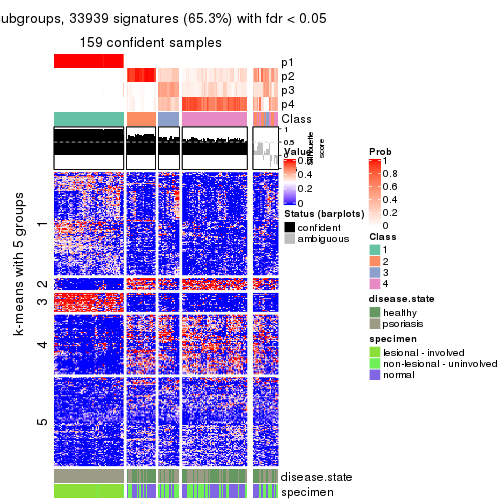 ubgroups, 33939 signatures (65.3%) with fdr < 0.05
159 confident samples
p1
p2
p3
p4
Class
1
0.5
0
Silhouette
score
Value
0.6
0.4
0.2
0
Status (barplots)
confident
ambiguous
Prob
1
0.8
0.6
0.4
0.2
0
Class
1
2
3
4
disease.state
healthy
psoriasis
specimen
lesional - involved
non-lesional - uninvolved
normal
k-means with 5 groups
1
2
3
4
5
disease.state
specimen